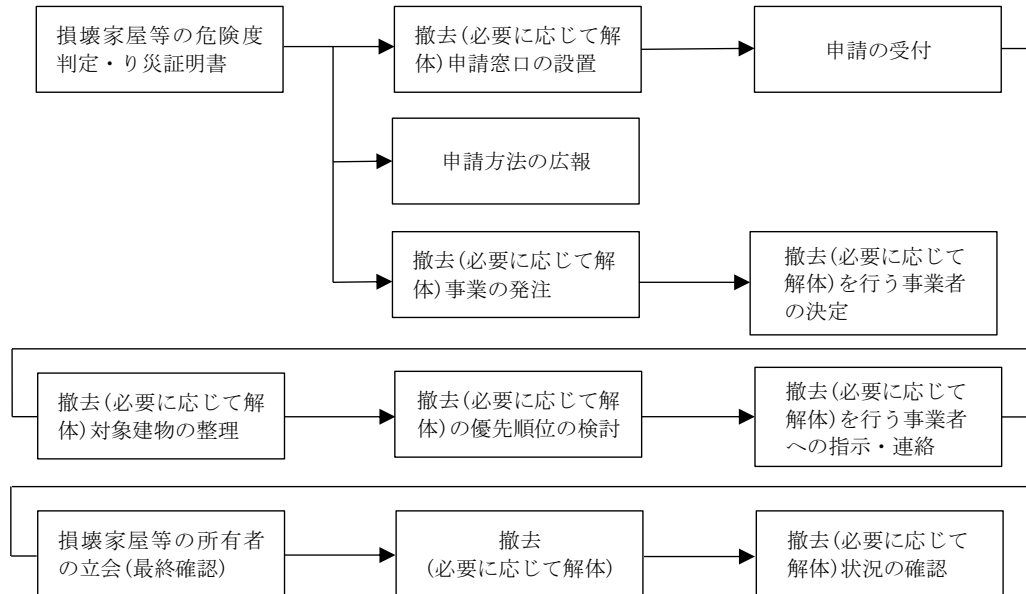 損壊家屋等の危険度
判定・り災証明書
撤去(必要に応じて解
体)申請窓口の設置
申請の受付
申請方法の広報
撤去(必要に応じて解
体)事業の発注
撤去(必要に応じて
解体)を行う事業者
の決定
撤去(必要に応じて解
体)対象建物の整理
撤去(必要に応じて解
体)の優先順位の検討
撤去(必要に応じて
解体)を行う事業者
への指示・連絡
損壊家屋等の所有者
の立会(最終確認)
撤去
(必要に応じて解体)
撤去(必要に応じて
解体)状況の確認